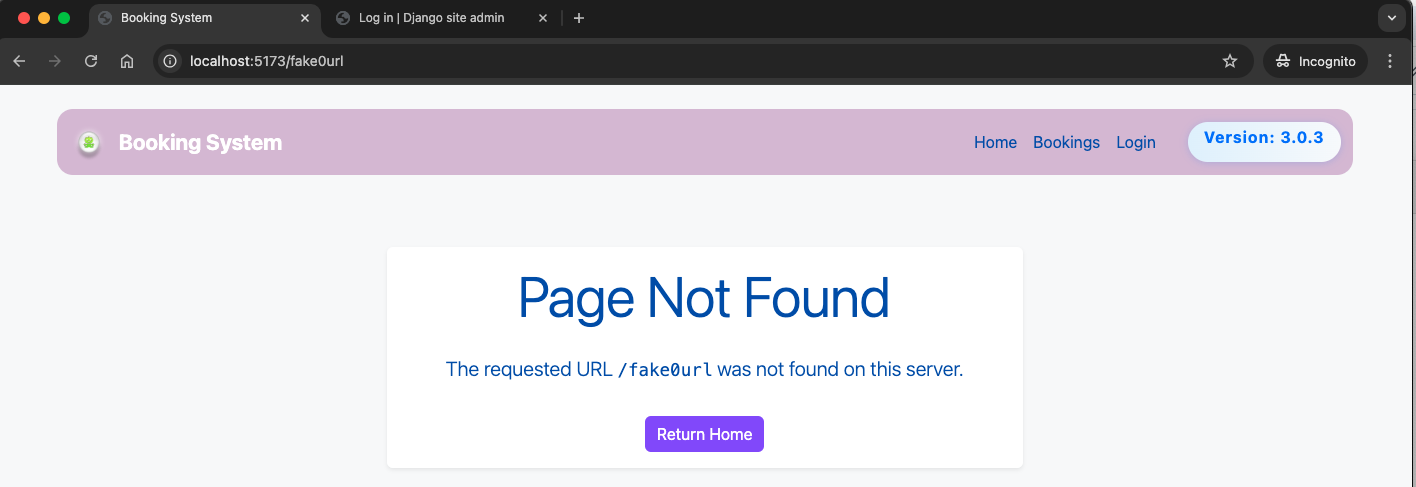 Booking System
Log in | Django site admin
localhost:5173/fake0url
Incognito
Booking System
Home Bookings Login Version: 3.0.3
Page Not Found
The requested URL /fake0url was not found on this server.
Return Home